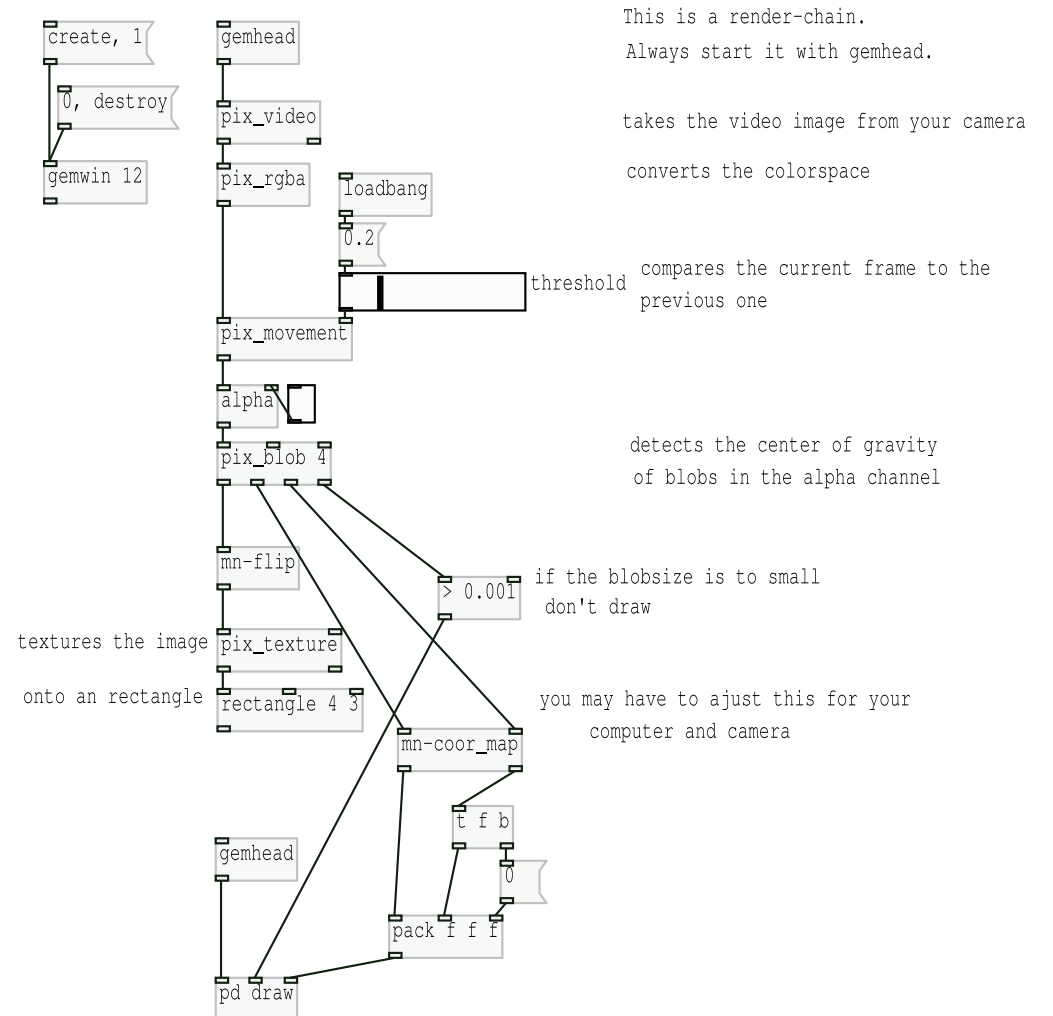 This is a render-chain.
Always start it with gemhead.
create, 1
gemhead
0, destroy
pix_video
takes the video image from your camera
gemwin 12
pix_rgba
converts the colorspace
loadbang
0.2
threshold
compares the current frame to the
previous one
pix_movement
alpha
pix_blob 4
detects the center of gravity
of blobs in the alpha channel
mn-flip
> 0.001
if the blobsize is to small
don't draw
textures the image
pix_texture
onto an rectangle
rectangle 4 3
you may have to ajust this for your
computer and camera
mn-coor_map
t f b
gemhead
0
pack f f f
pd draw